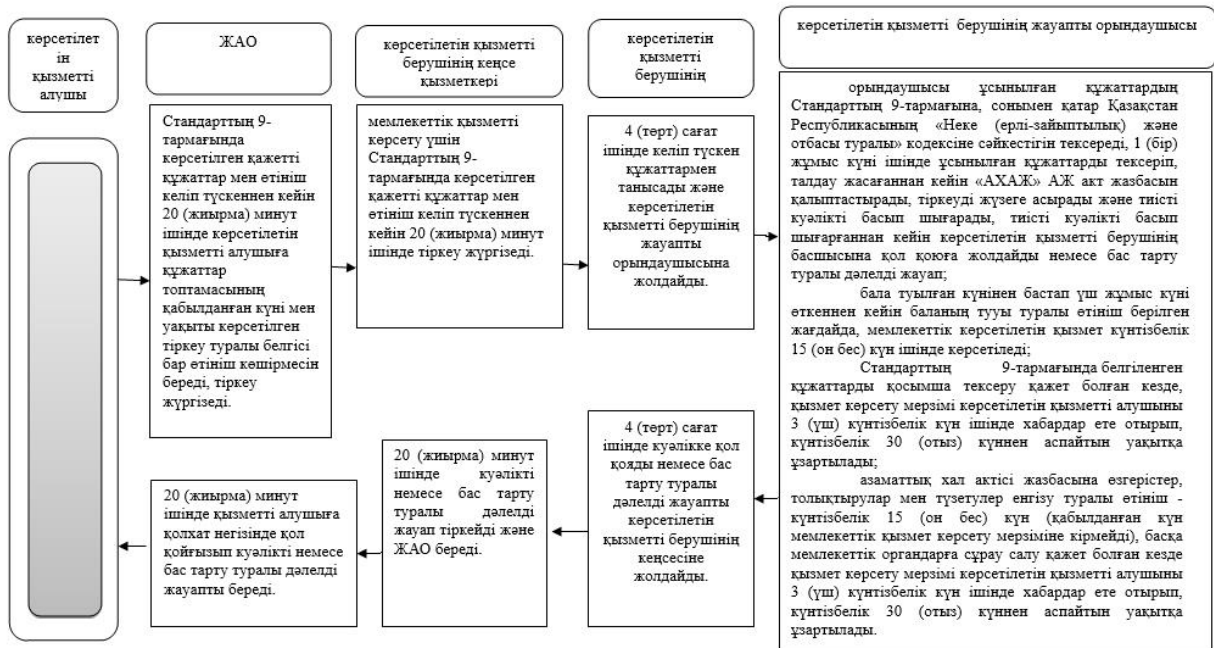 көрсетілет
ін
қызметті
алушы
ЖАО
көрсетілетін қызметті
берушінің кеңсе
қызметкері
көрсетілетін
қызметті
берушінің
көрсетілетін қызметті берушінің жауапты орындаушысы
Стандарттың 9-
тармағында
көрсетілген қажетті
құжаттар мен өтініш
келіп түскеннен кейін
20 (жиырма) минут
ішінде көрсетілетін
қызметті алушыға
құжаттар
топтамасының
қабылданған күні мен
уақыты көрсетілген
тіркеу туралы белгісі
бар өтініш көшірмесін
береді, тіркеу
жүргізеді.
мемлекеттік қызметті
көрсету үшін
Стандарттың 9-
тармағында көрсетілген
қажетті құжаттар мен
өтініш келіп түскеннен
кейін 20 (жиырма) минут
ішінде тіркеу жүргізеді.
4 (төрт) сағат
ішінде келіп түскен
құжаттармен
танысады және
көрсетілетін
қызметті берушінің
жауапты
орындаушысына
жолдайды.
орындаушысы ұсынылған құжаттардың
Стандарттың 9-тармағына, сонымен қатар Қазақстан
Республикасының «Неке (ерлі-зайыптылық) және
отбасы туралы» кодексіне сәйкестігін тексереді, 1 (бір)
жұмыс күні ішінде ұсынылған құжаттарды тексеріп,
талдау жасағаннан кейін «АХАЖ» АЖ акт жазбасын
қалыптастырады, тіркеуді жүзеге асырады және тиісті
куәлікті басып шығарады, тиісті куәлікті басып
шығарғаннан кейін көрсетілетін қызметті берушінің
басшысына қол қоюға жолдайды немесе бас тарту
туралы дәлелді жауап;
бала туылған күнінен бастап үш жұмыс күні
өткеннен кейін баланың тууы туралы өтініш берілген
жағдайда, мемлекеттік көрсетілетін қызмет күнтізбелік
15 (он бес) күн ішінде көрсетіледі;
Стандарттың 9-тармағында белгіленген
құжаттарды қосымша тексеру қажет болған кезде,
қызмет көрсету мерзімі көрсетілетін қызметті алушыны
3 (үш) күнтізбелік күн ішінде хабардар ете отырып,
күнтізбелік 30 (отыз) күннен аспайтын уақытқа
ұзартылады;
азаматтық хал актісі жазбасына өзгерістер,
толықтырулар мен түзетулер енгізу туралы өтініш -
күнтізбелік 15 (он бес) күн (қабылданған күн
мемлекеттік қызмет көрсету мерзіміне кірмейді), басқа
мемлекеттік органдарға сұрау салу қажет болған кезде
қызмет көрсету мерзімі көрсетілетін қызметті алушыны
3 (үш) күнтізбелік күн ішінде хабардар ете отырып,
күнтізбелік 30 (отыз) күннен аспайтын уақытқа
ұзартылады.
4 (төрт) сағат
ішінде куәлікке қол
қояды немесе бас
тарту туралы
дәлелді жауапты
көрсетілетін
қызметті берушінің
кеңсесіне
жолдайды.
20 (жиырма) минут
ішінде куәлікті
немесе бас тарту
туралы дәлелді
жауап тіркейді және
ЖАО береді.
20 (жиырма) минут
ішінде қызметті алушыға
қолхат негізінде қол
қойғызып куәлікті немесе
бас тарту туралы дәлелді
жауапты береді.